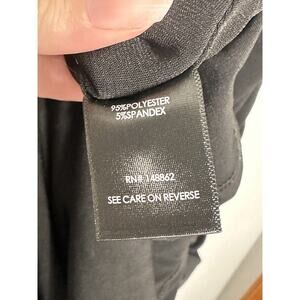 95%POLYESTER
5%SPANDEX
RN# 148862
SEE CARE ON REVERSE